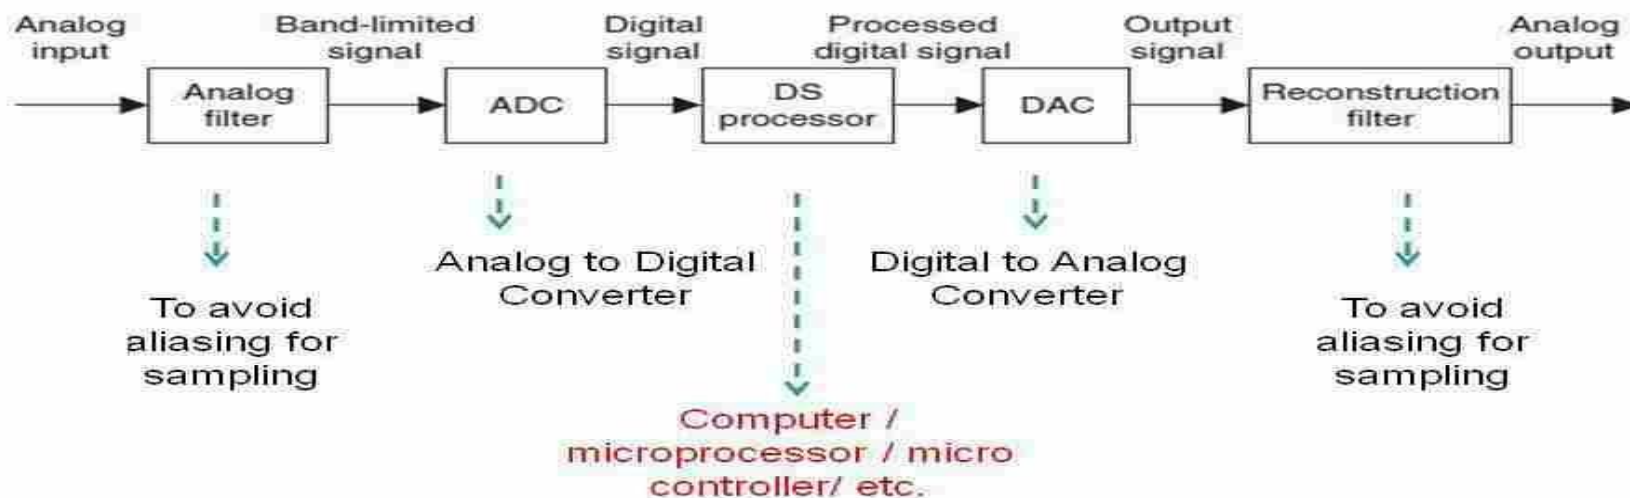 Analog
input
Band-limited
signal
Digital
signal
Processed
digital signal
Output
signal
Analog
output
Analog
filter
ADC
DS
processor
DAC
Reconstruction
filter
To avoid
aliasing for
sampling
Analog to Digital
Converter
Computer /
microprocessor / micro
controller/ etc.
Digital to Analog
Converter
To avoid
aliasing for
sampling